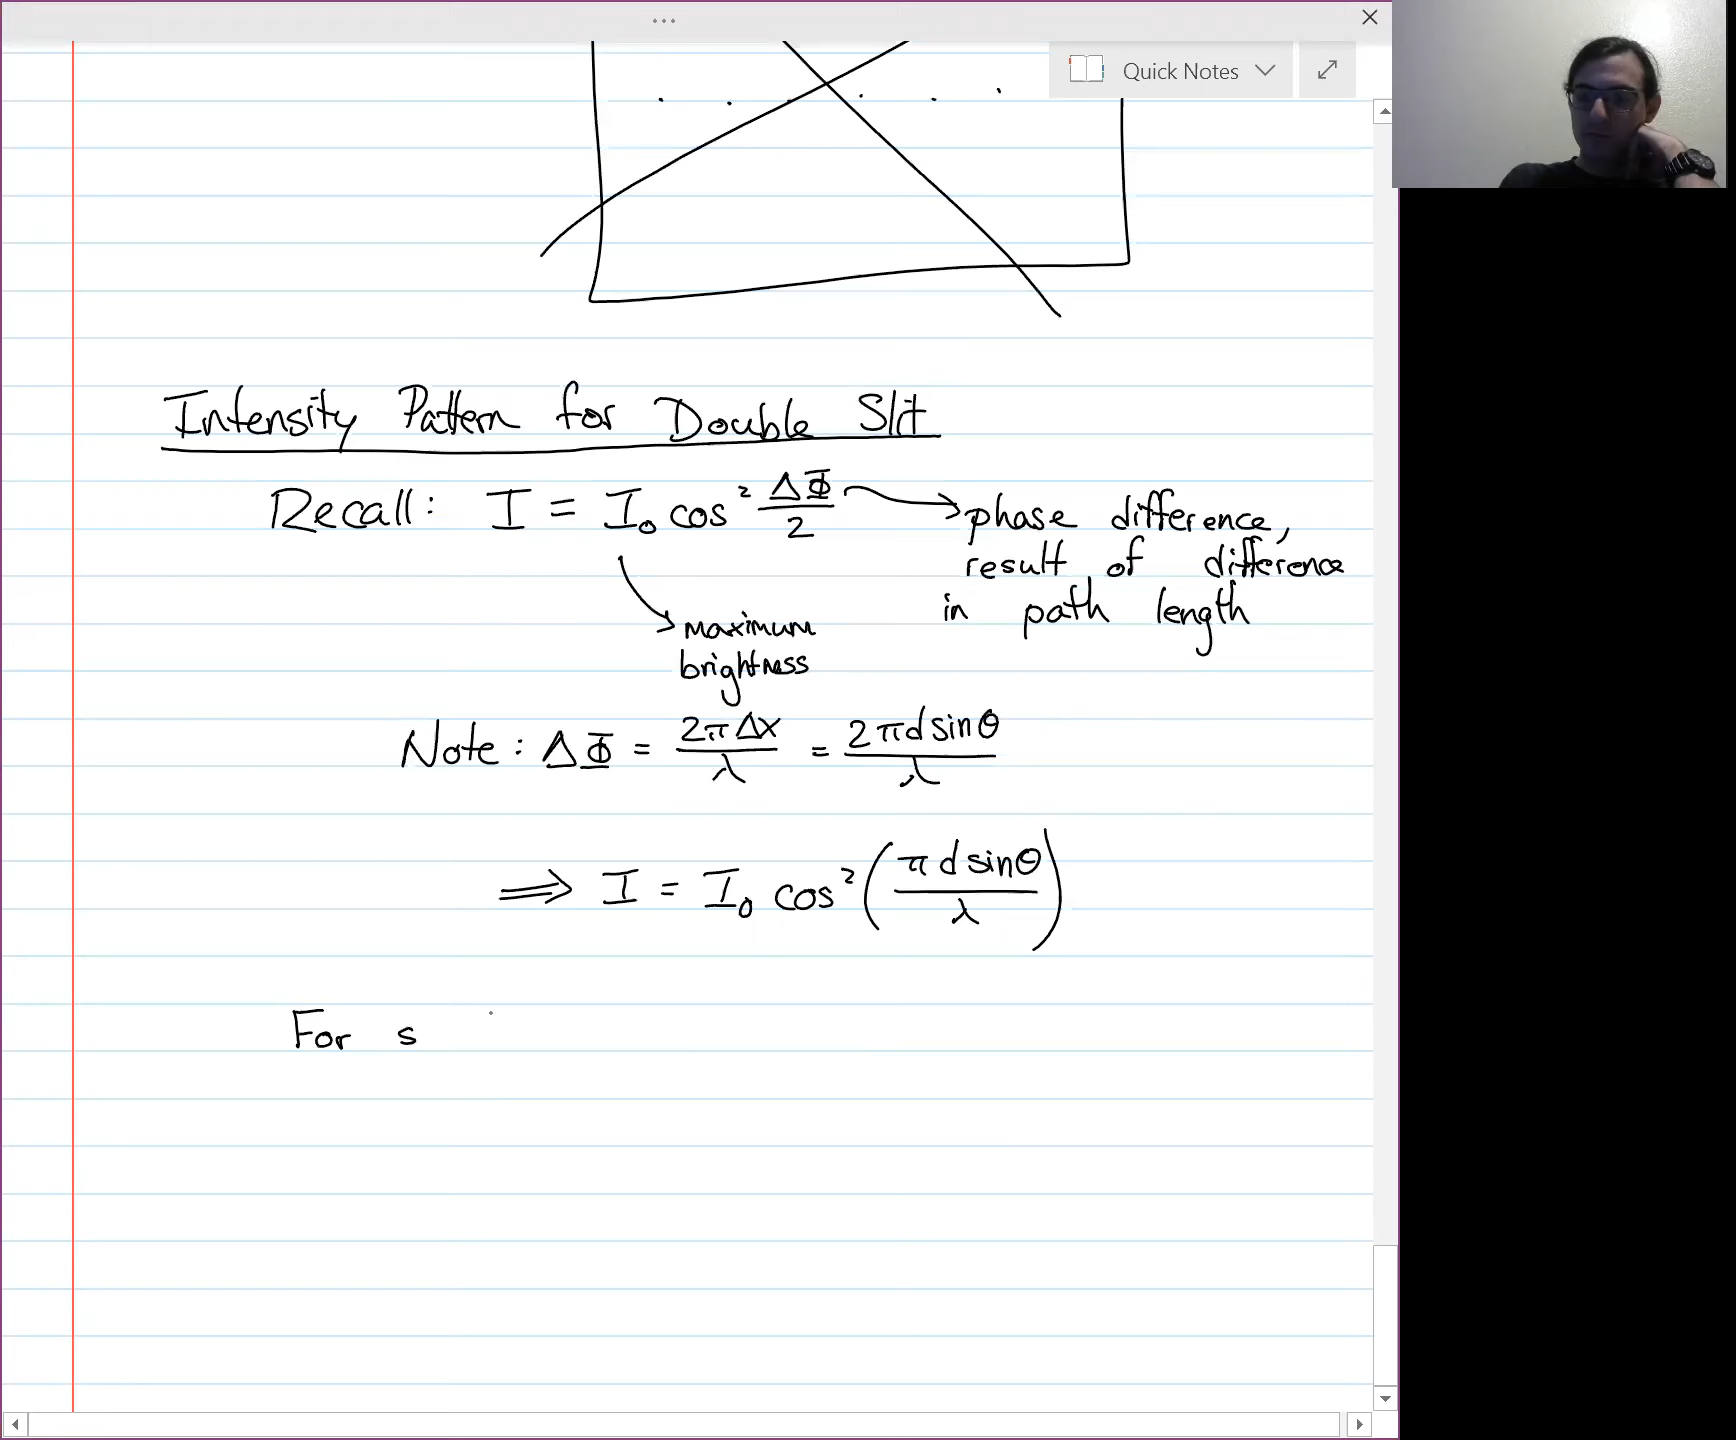 Quick Notes
Intensity Pattern for Double Slit
Recall: I = I₀ cos² ΔΦ/2
phase difference,
result of difference
in path length
maximum
brightness
Note: ΔΦ = 2πΔx/λ = 2πd sinθ/λ
⟹ I = I₀ cos² (πd sinθ/λ)
For s